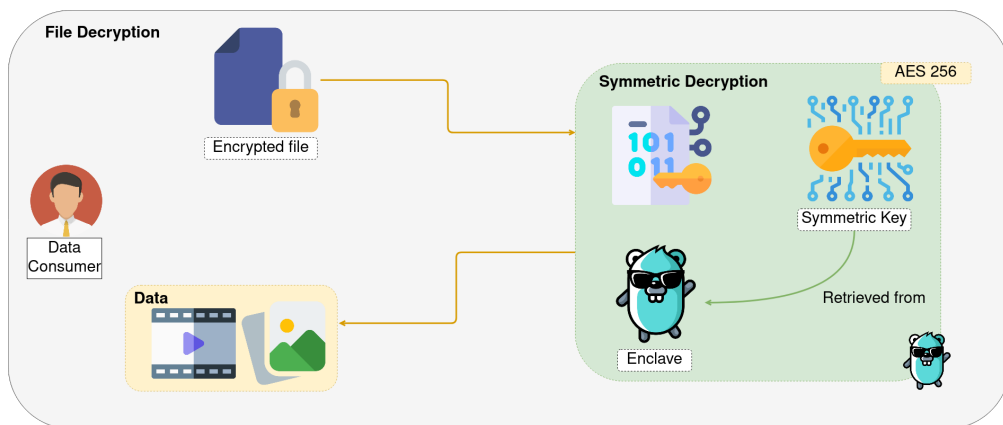 File Decryption
AES 256
Symmetric Decryption
101
011
Encrypted file
Symmetric Key
Data
Consumer
Data
Retrieved from
Enclave